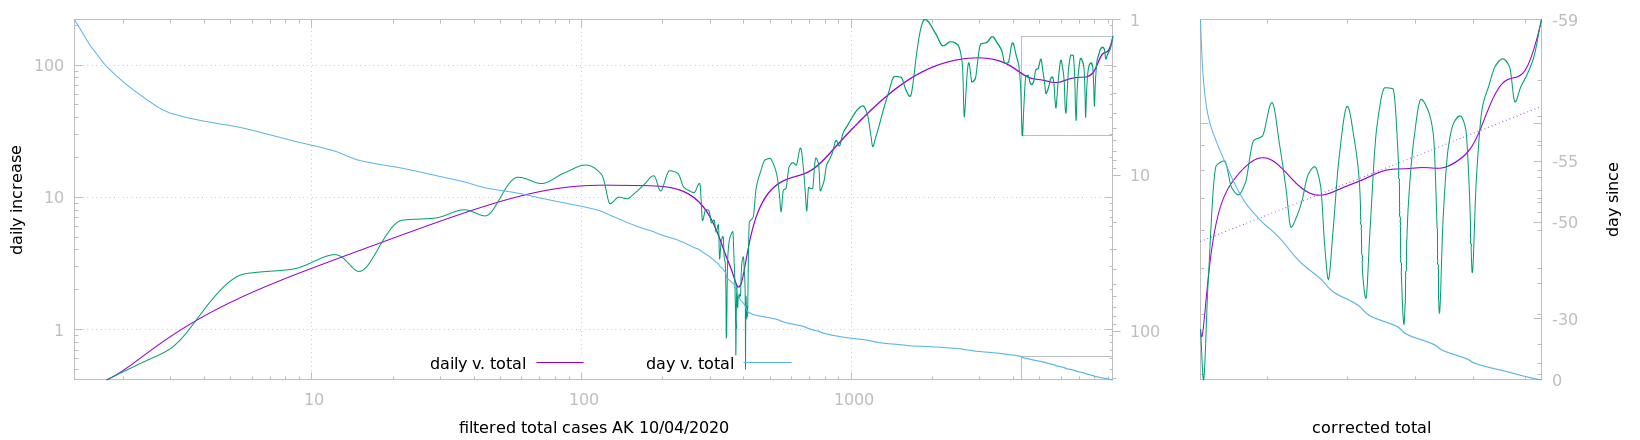 1
-59
100
-55
10
10
daily increase
day since
-50
-30
1
100
daily v. total
day v. total
0
10
100
1000
filtered total cases AK 10/04/2020
corrected total